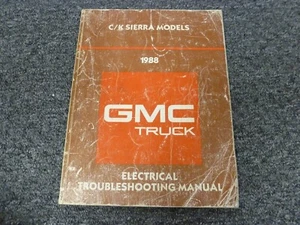 C/K SIERRA MODELS
1988
GMC
TRUCK
ELECTRICAL
TROUBLESHOOTING MANUAL